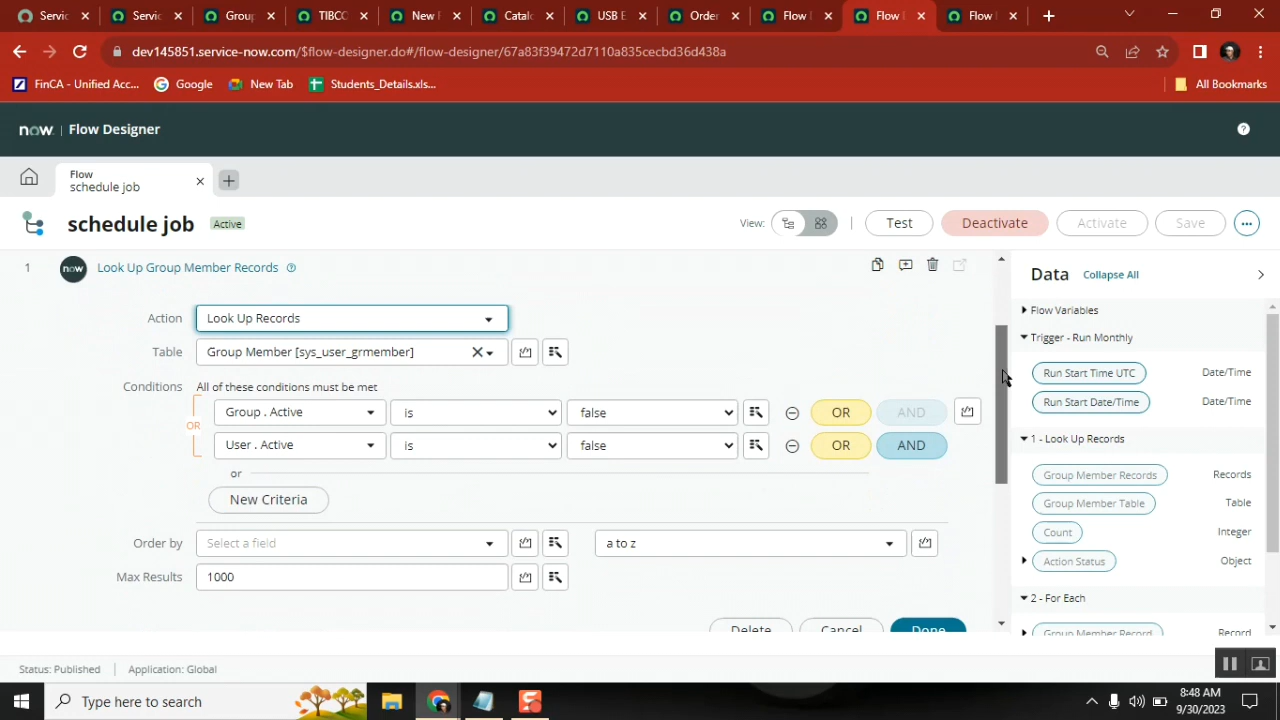 Servic
Servic
Group
TIBCO
New R
Catalo
USB E
Order
Flow D
Flow D
Flow D
dev145851.service-now.com/$flow-designer.do#/flow-designer/67a83f39472d7110a835cecbd36d438a
FinCA - Unified Acc...
Google
New Tab
Students_Details.xls...
All Bookmarks
now. | Flow Designer
Flow
schedule job
schedule job
Active
View:
Test
Deactivate
Activate
Save
1
now
Look Up Group Member Records
Data
Collapse All
Action
Look Up Records
Flow Variables
Trigger - Run Monthly
Table
Group Member [sys_user_grmember]
Run Start Time UTC
Date/Time
Conditions
All of these conditions must be met
Run Start Date/Time
Date/Time
Group . Active
is
false
OR
AND
OR
User . Active
is
false
OR
AND
1 - Look Up Records
or
Group Member Records
Records
New Criteria
Group Member Table
Table
Count
Integer
Order by
Select a field
a to z
Action Status
Object
Max Results
1000
2 - For Each
Delete
Cancel
Done
Group Member Record
Record
Status: Published
Application: Global
Type here to search
8:48 AM
9/30/2023